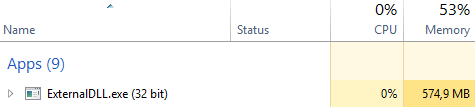 0% 53%
Name Status CPU Memory
Apps (9)
ExternalDLL.exe (32 bit) 0% 574,9 MB